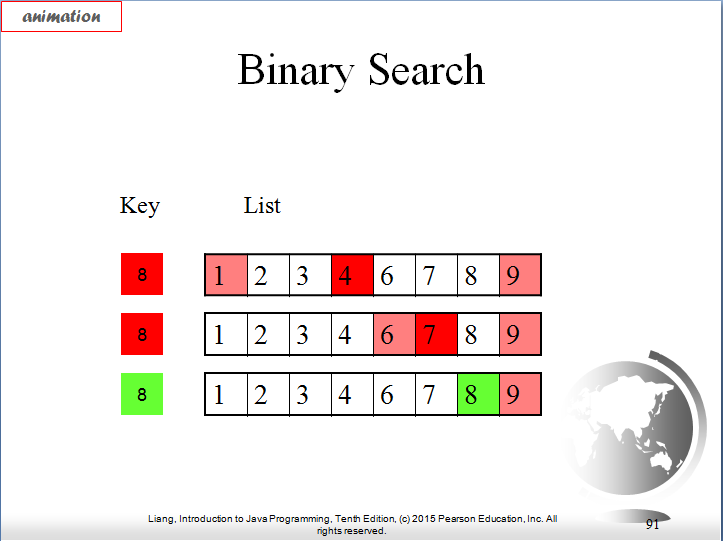 animation
Binary Search
Key List
8 1 2 3 4 6 7 8 9
8 1 2 3 4 6 7 8 9
8 1 2 3 4 6 7 8 9
Liang, Introduction to Java Programming, Tenth Edition, (c) 2015 Pearson Education, Inc. All
rights reserved.
91